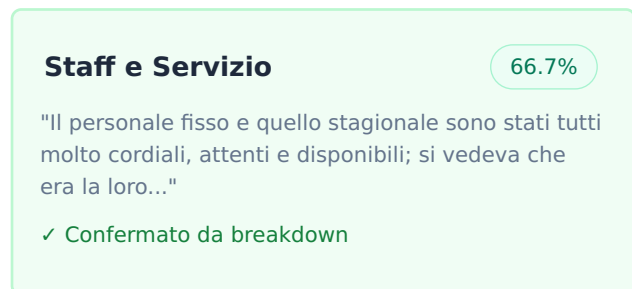 Staff e Servizio
66.7%
"Il personale fisso e quello stagionale sono stati tutti
molto cordiali, attenti e disponibili; si vedeva che
era la loro..."
✓ Confermato da breakdown